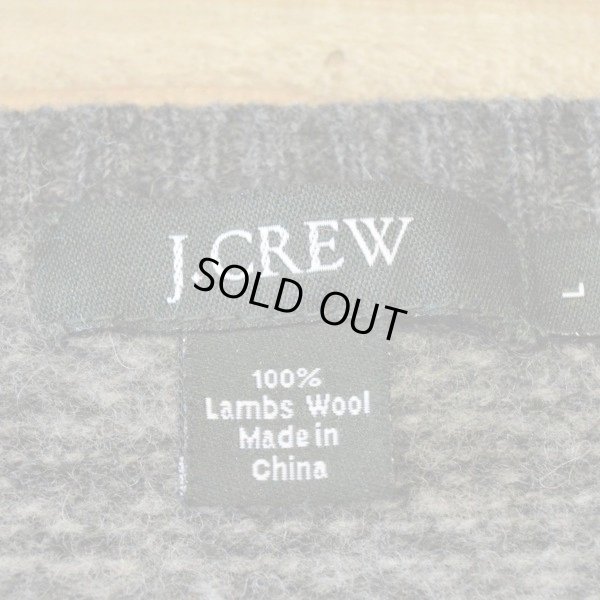 J.CREW
L
SOLD OUT
100%
Lambs Wool
Made in
China